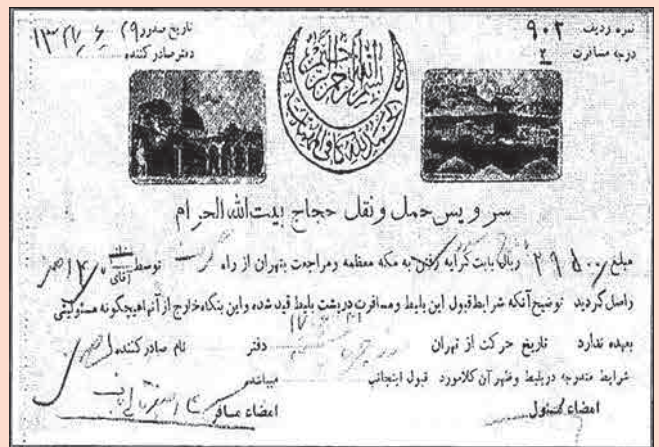 نمره ردیف ۹۰۲
درجه مسافرت ۲
تاریخ صدور ۲۹ ر ۶ ر ۱۳۲۷
دفتر صادر کننده
بسم الله الرحمن الرحیم
سرویس حمل و نقل حجاج بیت الله الحرام
مبلغ ریال بابت کرایه رفتن به مکه معظمه و مراجعت بتهران از راه توسط آقای
واصل گردید توضیح آنکه شرایط قبول این بلیط و مسافرت در پشت بلیط قید شده و این بنگاه خارج از آنها هیچگونه مسئولیتی
بعهده ندارد تاریخ حرکت از تهران دفتر نام صادر کننده
شرایط مندرجه در بلیط و ظهر آن کلا مورد قبول اینجانب میباشد
امضاء مسئول امضاء مسافر